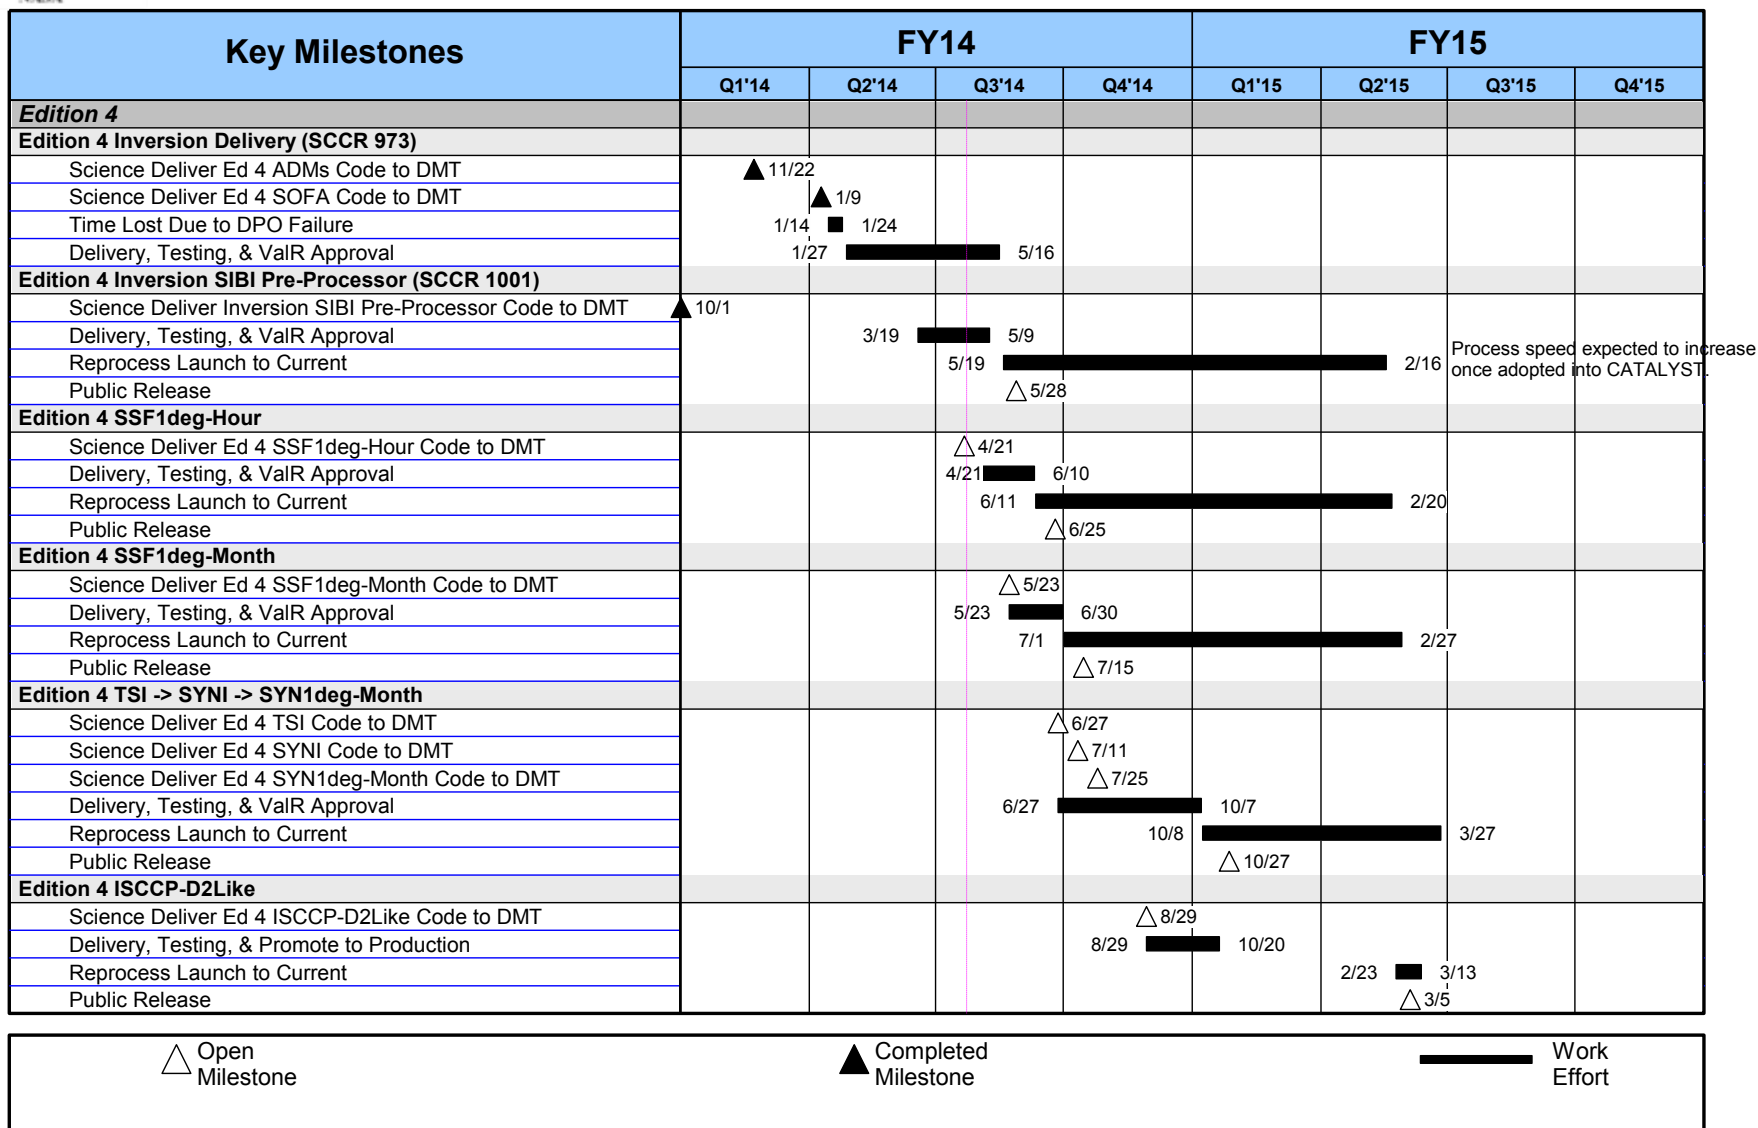 Key Milestones
FY14
FY15
Q1'14
Q2'14
Q3'14
Q4'14
Q1'15
Q2'15
Q3'15
Q4'15
Edition 4
Edition 4 Inversion Delivery (SCCR 973)
Science Deliver Ed 4 ADMs Code to DMT
11/22
Science Deliver Ed 4 SOFA Code to DMT
1/9
Time Lost Due to DPO Failure
1/14
1/24
Delivery, Testing, & ValR Approval
1/27
5/16
Edition 4 Inversion SIBI Pre-Processor (SCCR 1001)
Science Deliver Inversion SIBI Pre-Processor Code to DMT
10/1
Delivery, Testing, & ValR Approval
3/19
5/9
Reprocess Launch to Current
5/19
2/16
Process speed expected to increase
once adopted into CATALYST.
Public Release
5/28
Edition 4 SSF1deg-Hour
Science Deliver Ed 4 SSF1deg-Hour Code to DMT
4/21
Delivery, Testing, & ValR Approval
4/21
6/10
Reprocess Launch to Current
6/11
2/20
Public Release
6/25
Edition 4 SSF1deg-Month
Science Deliver Ed 4 SSF1deg-Month Code to DMT
5/23
Delivery, Testing, & ValR Approval
5/23
6/30
Reprocess Launch to Current
7/1
2/27
Public Release
7/15
Edition 4 TSI -> SYNI -> SYN1deg-Month
Science Deliver Ed 4 TSI Code to DMT
6/27
Science Deliver Ed 4 SYNI Code to DMT
7/11
Science Deliver Ed 4 SYN1deg-Month Code to DMT
7/25
Delivery, Testing, & ValR Approval
6/27
10/7
Reprocess Launch to Current
10/8
3/27
Public Release
10/27
Edition 4 ISCCP-D2Like
Science Deliver Ed 4 ISCCP-D2Like Code to DMT
8/29
Delivery, Testing, & Promote to Production
8/29
10/20
Reprocess Launch to Current
2/23
3/13
Public Release
3/5
Open
Milestone
Completed
Milestone
Work
Effort